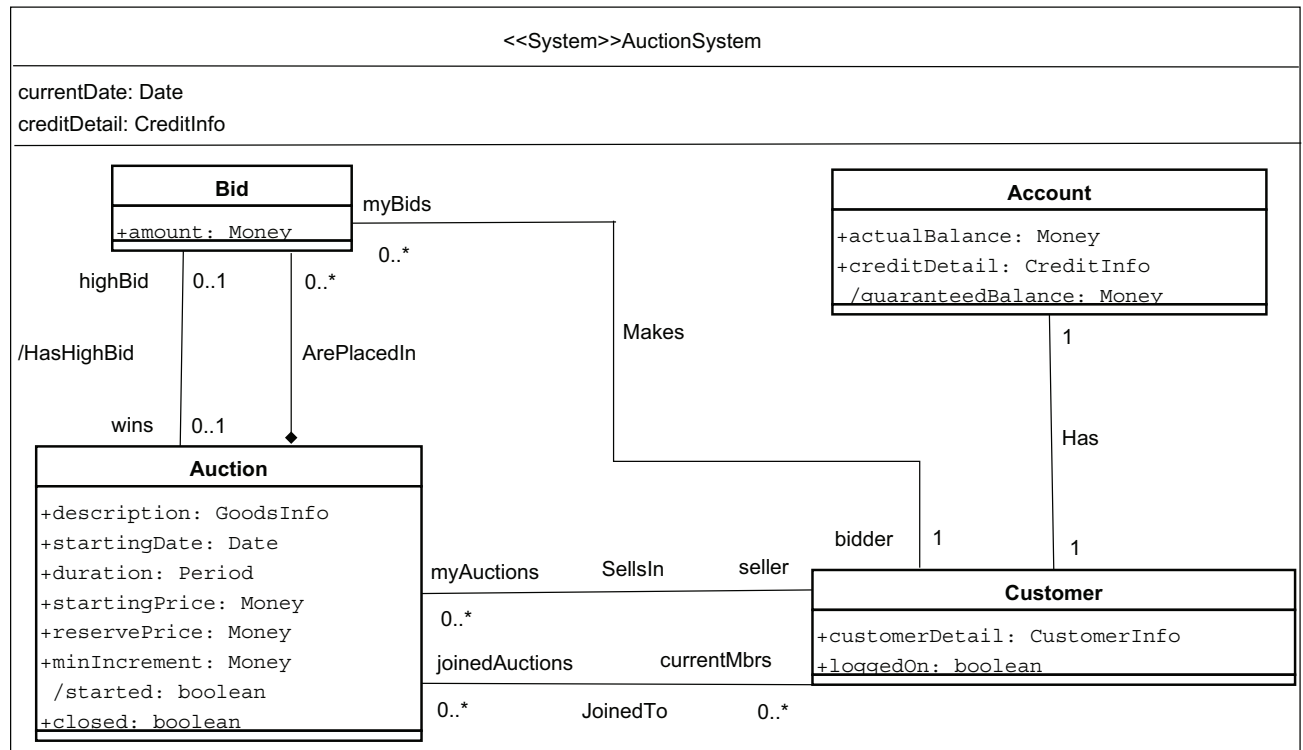 <<System>>AuctionSystem
currentDate: Date
creditDetail: CreditInfo
Bid
+amount: Money
myBids
0..*
highBid
0..1
0..*
/HasHighBid
ArePlacedIn
wins
0..1
Makes
Account
+actualBalance: Money
+creditDetail: CreditInfo
/guaranteedBalance: Money
1
Has
1
Auction
+description: GoodsInfo
+startingDate: Date
+duration: Period
+startingPrice: Money
+reservePrice: Money
+minIncrement: Money
/started: boolean
+closed: boolean
bidder
1
myAuctions
SellsIn
seller
0..*
joinedAuctions
currentMbrs
0..*
JoinedTo
0..*
Customer
+customerDetail: CustomerInfo
+loggedOn: boolean